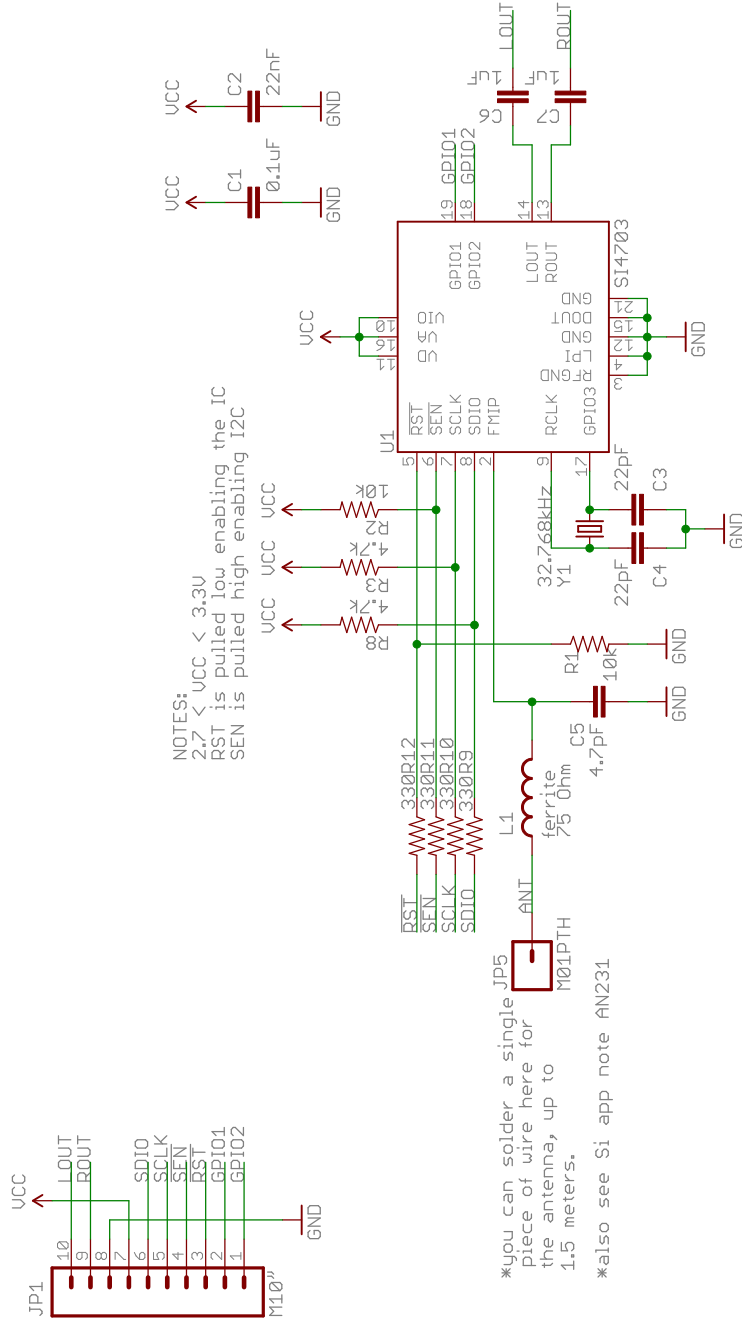 JP1
M10"
10
9
8
7
6
5
4
3
2
1
LOUT
ROUT
VCC
GND
SDIO
SCLK
SEN
RST
GPIO1
GPIO2
NOTES:
2.7 < VCC < 3.3V
RST is pulled low enabling the IC
SEN is pulled high enabling I2C
VCC
C1
0.1uF
GND
VCC
C2
22nF
GND
VCC
R8
4.7k
VCC
R3
4.7k
VCC
R2
10k
RST
SEN
SCLK
SDIO
330R12
330R11
330R10
330R9
JP5
M01PTH
ANT
L1
ferrite
75 Ohm
C5
4.7pF
GND
R1
10k
GND
32.768kHz
Y1
22pF
C4
22pF
C3
GND
U1
SI4703
5
6
7
8
2
9
17
RST
SEN
SCLK
SDIO
FMIP
RCLK
GPIO3
VCC
11
16
10
VD
VA
VIO
GPIO1
GPIO2
LOUT
ROUT
RFGND
LPI
GND
DOUT
GND
3
4
12
15
21
GND
19
18
14
13
GPIO1
GPIO2
C6
1uF
LOUT
C7
1uF
ROUT
*you can solder a single
piece of wire here for
the antenna, up to
1.5 meters.
*also see Si app note AN231